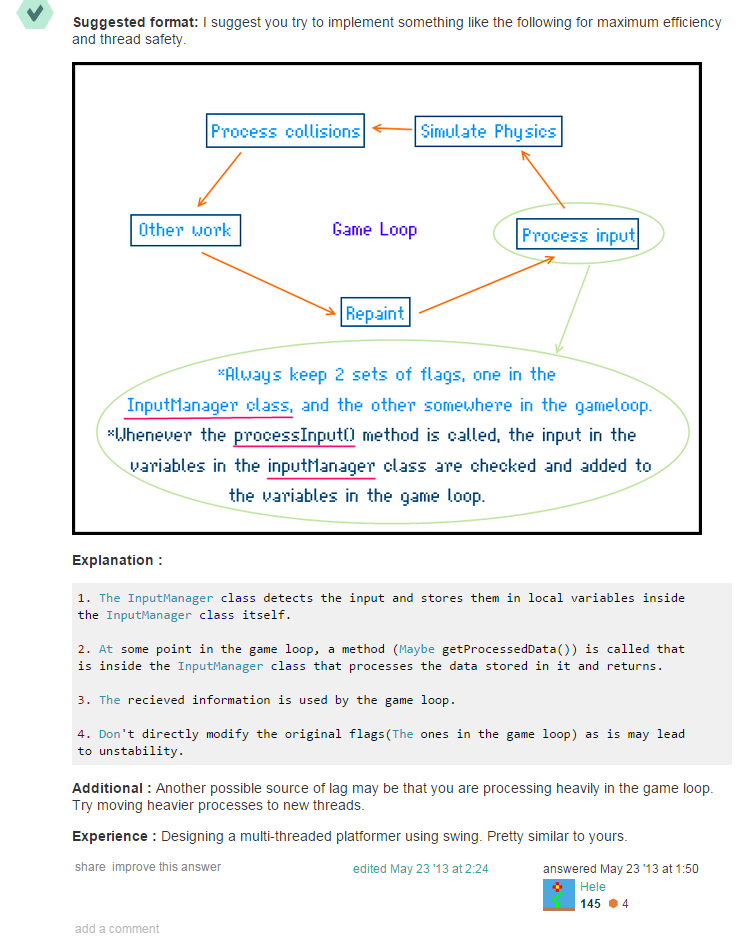 Suggested format: I suggest you try to implement something like the following for maximum efficiency
and thread safety.
Process collisions
Simulate Physics
Other work
Game Loop
Process input
Repaint
*Always keep 2 sets of flags, one in the
InputManager class, and the other somewhere in the gameloop.
*Whenever the processInput() method is called, the input in the
variables in the inputManager class are checked and added to
the variables in the game loop.
Explanation :
1. The InputManager class detects the input and stores them in local variables inside
the InputManager class itself.
2. At some point in the game loop, a method (Maybe getProcessedData()) is called that
is inside the InputManager class that processes the data stored in it and returns.
3. The recieved information is used by the game loop.
4. Don't directly modify the original flags(The ones in the game loop) as is may lead
to unstability.
Additional : Another possible source of lag may be that you are processing heavily in the game loop.
Try moving heavier processes to new threads.
Experience : Designing a multi-threaded platformer using swing. Pretty similar to yours.
share improve this answer
edited May 23 '13 at 2:24
answered May 23 '13 at 1:50
Hele
145 4
add a comment